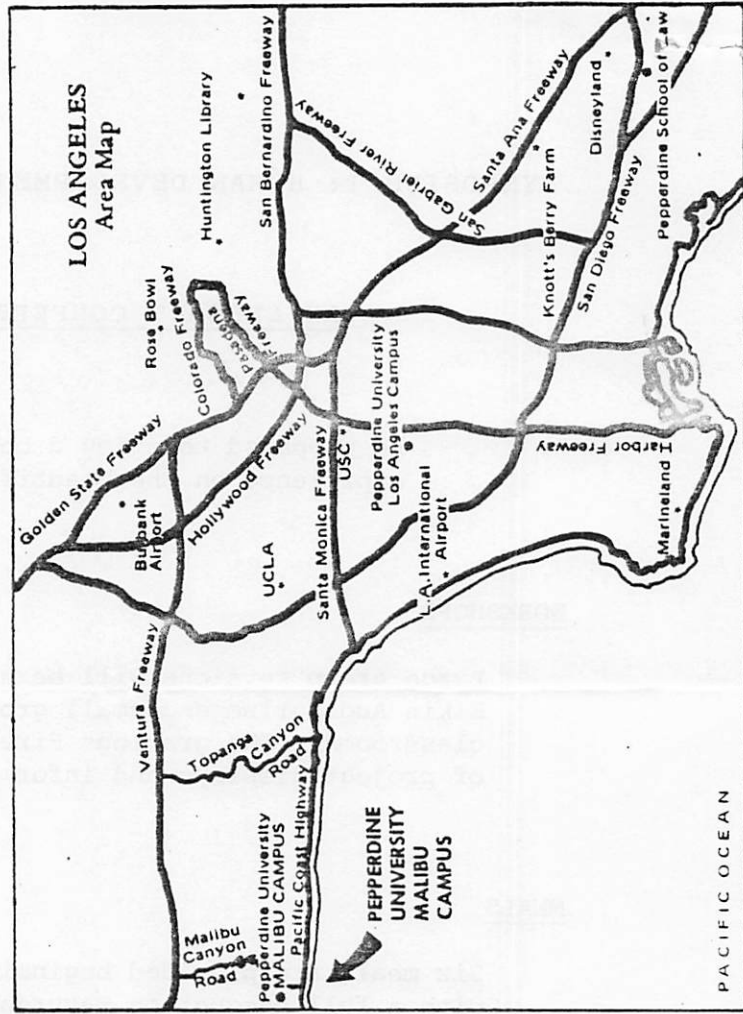 LOS ANGELES
Area Map
Golden State Freeway
Burbank
Airport
Hollywood Freeway
Rose Bowl
Colorado Freeway
Pasadena
Freeway
Huntington Library
San Bernardino Freeway
Ventura Freeway
UCLA
Santa Monica Freeway
USC
Pepperdine University
Los Angeles Campus
San Gabriel River Freeway
Santa Ana Freeway
Topanga
Canyon
Road
L.A. International
Airport
Knott's Berry Farm
Disneyland
San Diego Freeway
Malibu
Canyon
Road
Pepperdine University
MALIBU CAMPUS
Pacific Coast Highway
Harbor Freeway
Pepperdine School of Law
PEPPERDINE
UNIVERSITY
MALIBU
CAMPUS
Marineland
PACIFIC OCEAN
WORKSHOPS
MEALS